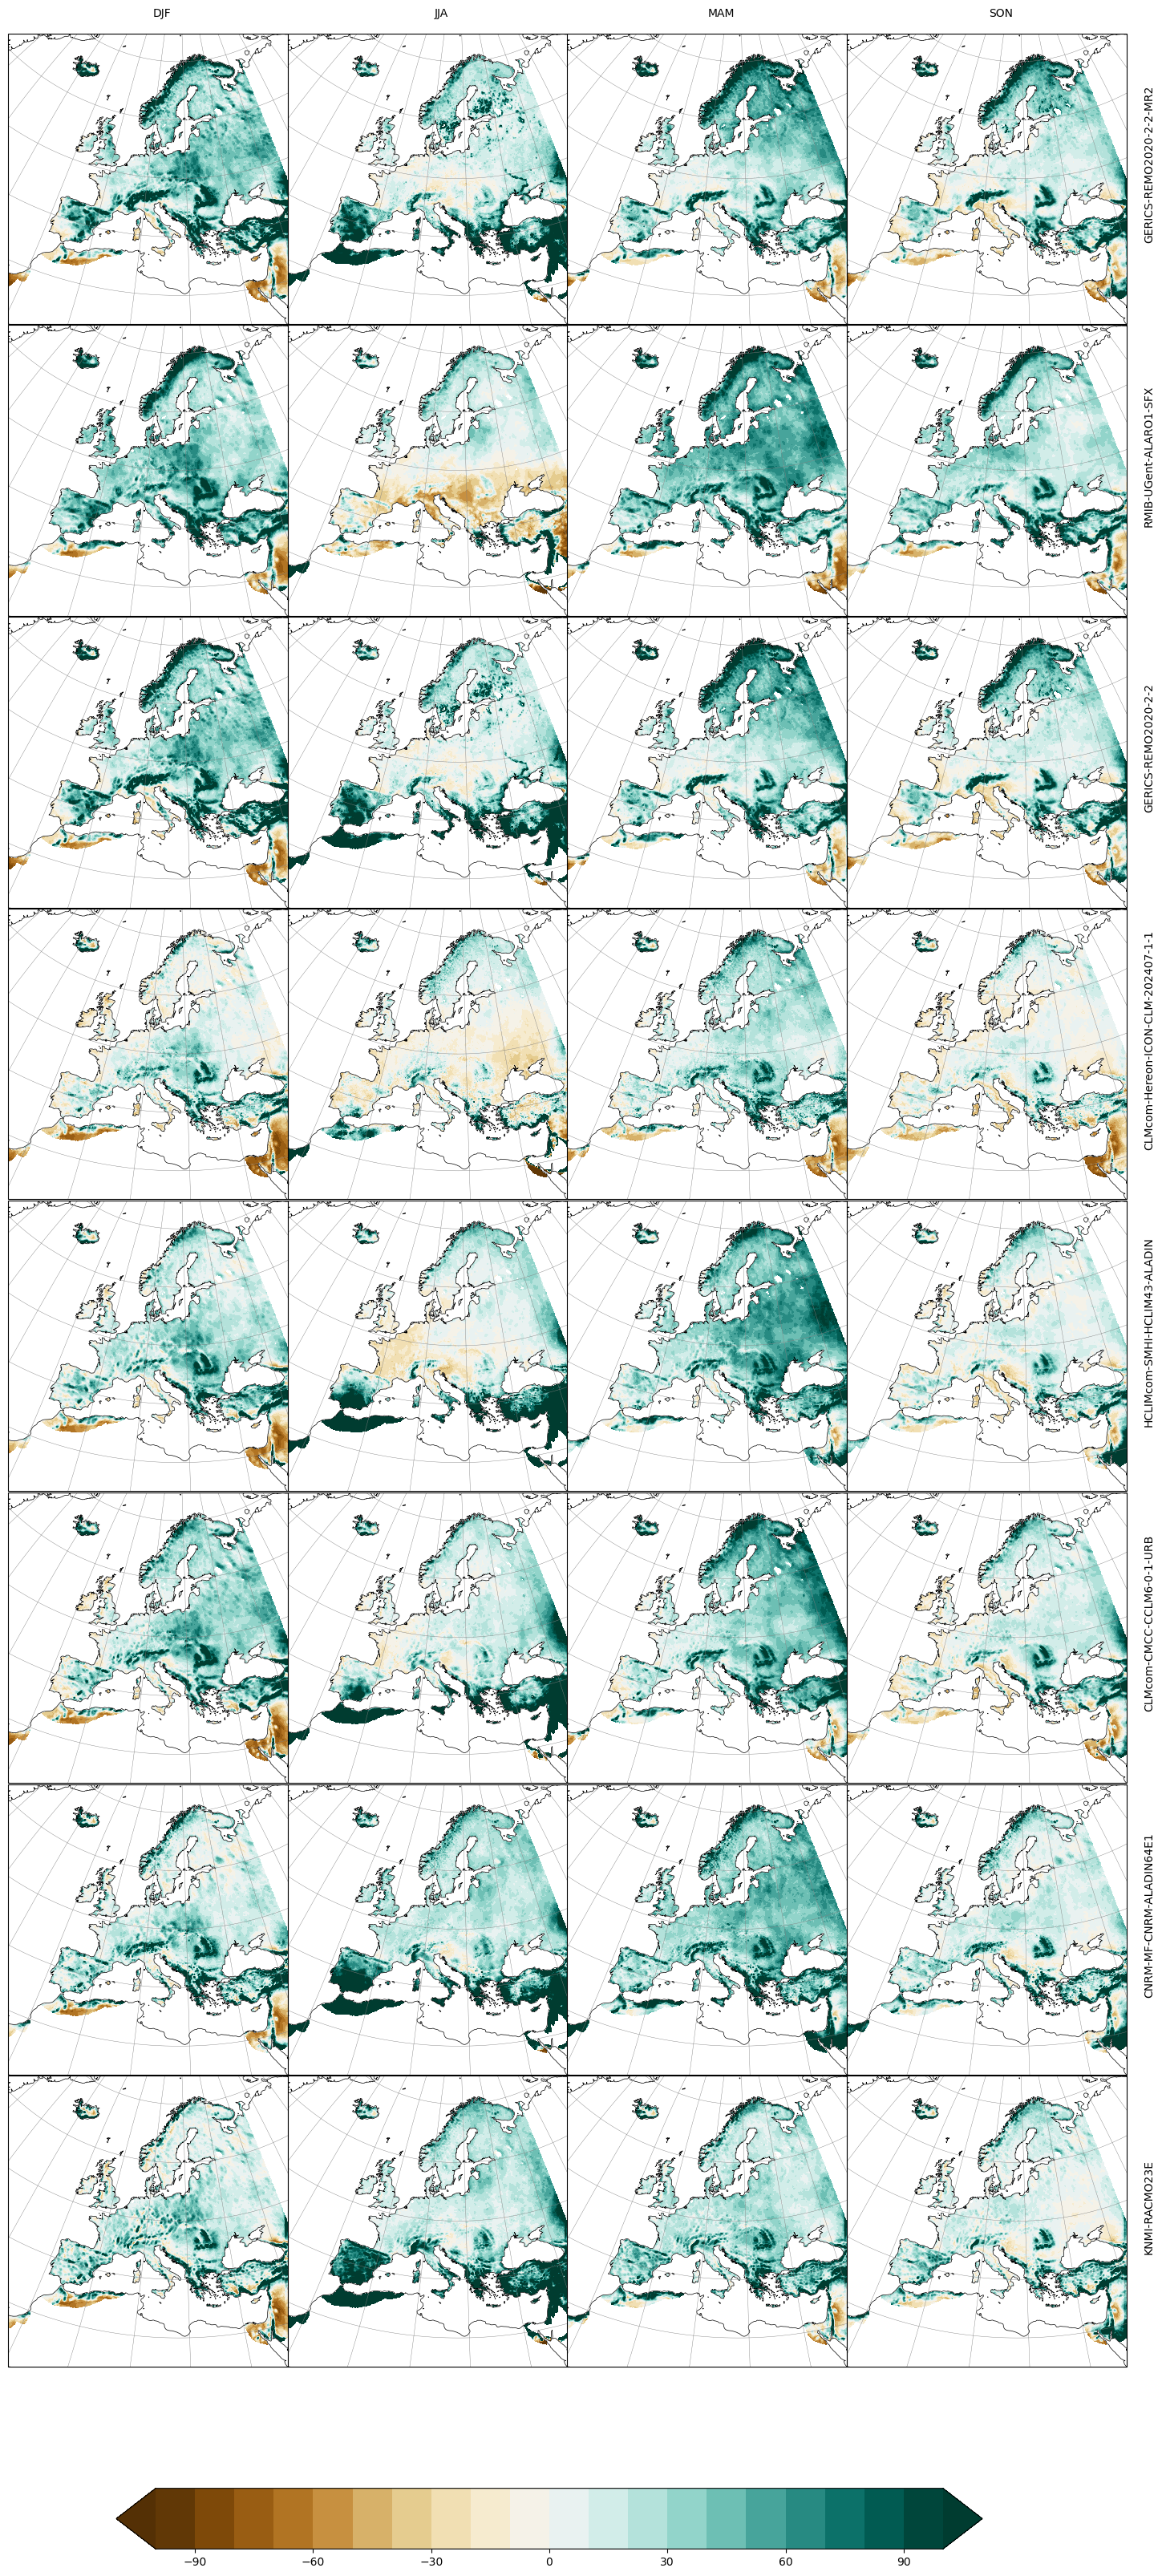 DJF JJA MAM SON
GERICS-REMO2020-2-2-MR2
RMIB-UGent-ALARO1-SFX
GERICS-REMO2020-2-2
CLMcom-Hereon-ICON-CLM-202407-1-1
HCLIMcom-SMHI-HCLIM43-ALADIN
CLMcom-CMCC-CCLM6-0-1-URB
CNRM-MF-CNRM-ALADIN64E1
KNMI-RACMO23E
−90 −60 −30 0 30 60 90